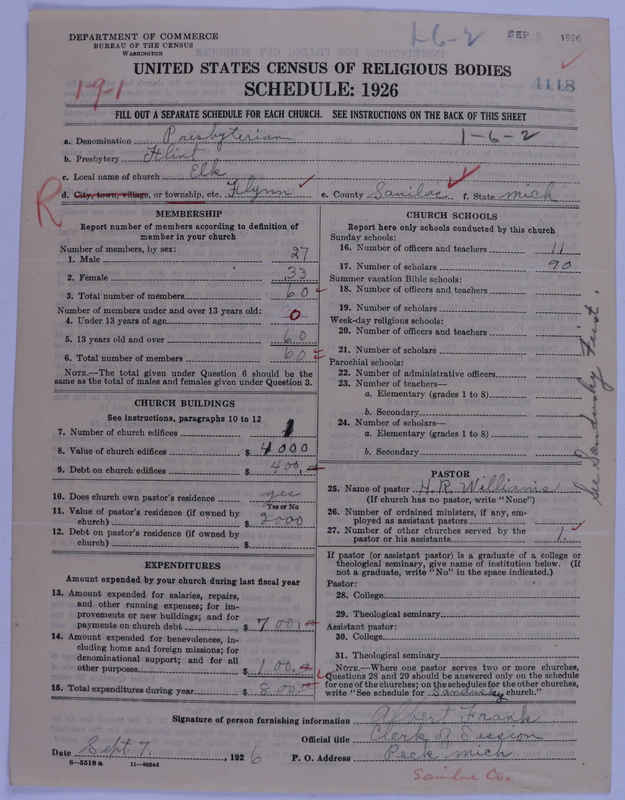 DEPARTMENT OF COMMERCE
BUREAU OF THE CENSUS
WASHINGTON
1-6-2
SEP 1926
UNITED STATES CENSUS OF RELIGIOUS BODIES
1-9-1
SCHEDULE: 1926
1118
FILL OUT A SEPARATE SCHEDULE FOR EACH CHURCH. SEE INSTRUCTIONS ON THE BACK OF THIS SHEET
a. Denomination Presbyterian 1-6-2
b. Presbytery Flint
c. Local name of church Elk
R
d. City, town, village, or township, etc. Flynn e. County Sanilac f. State Mich
MEMBERSHIP
Report number of members according to definition of member in your church
Number of members, by sex:
1. Male 27
2. Female 33
3. Total number of members 60
Number of members under and over 13 years old:
4. Under 13 years of age 0
5. 13 years old and over 60
6. Total number of members 60
NOTE.—The total given under Question 6 should be the
same as the total of males and females given under Question 3.
CHURCH BUILDINGS
See instructions, paragraphs 10 to 12
7. Number of church edifices 1
8. Value of church edifices $ 4000
9. Debt on church edifices $ 400.
10. Does church own pastor's residence yes
Yes or No
11. Value of pastor's residence (if owned by
church) $ 2000
12. Debt on pastor's residence (if owned by
church) $
EXPENDITURES
Amount expended by your church during last fiscal year
13. Amount expended for salaries, repairs,
and other running expenses; for im-
provements or new buildings; and for
payments on church debt $ 700.
14. Amount expended for benevolences, in-
cluding home and foreign missions; for
denominational support; and for all
other purposes $ 100.
15. Total expenditures during year $ 800
CHURCH SCHOOLS
Report here only schools conducted by this church
Sunday schools:
16. Number of officers and teachers 11
17. Number of scholars 90
Summer vacation Bible schools:
18. Number of officers and teachers
19. Number of scholars
Week-day religious schools:
20. Number of officers and teachers
21. Number of scholars
Parochial schools:
22. Number of administrative officers
23. Number of teachers—
a. Elementary (grades 1 to 8)
b. Secondary
24. Number of scholars—
a. Elementary (grades 1 to 8)
b. Secondary
See Sandusky First.
PASTOR
25. Name of pastor H. R. Williams
(If church has no pastor, write "None")
26. Number of ordained ministers, if any, em-
ployed as assistant pastors
27. Number of other churches served by the
pastor or his assistants 1.
If pastor (or assistant pastor) is a graduate of a college or
theological seminary, give name of institution below. (If
not a graduate, write "No" in the space indicated.)
Pastor:
28. College
29. Theological seminary
Assistant pastor:
30. College
31. Theological seminary
NOTE.—Where one pastor serves two or more churches,
Questions 28 and 29 should be answered only on the schedule
for one of the churches; on the schedules for the other churches,
write "See schedule for Sandusky church."
Signature of person furnishing information Albert Frank
Official title Clerk of Session
Date Sept 7, 1926 P. O. Address Peck Mich
8—5518a 11—9054d
Sanilac Co.